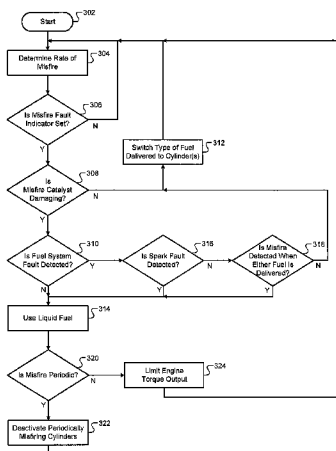 Start
302
Determine Rate of
Misfire
304
Is Misfire Fault
Indicator Set?
306
N
Y
Is
Misfire Catalyst
Damaging?
308
N
Y
Switch Type of Fuel
Delivered to Cylinder(s)
312
Is Fuel System
Fault Detected?
310
Y
N
Is Spark Fault
Detected?
316
N
Y
Is Misfire
Detected When
Either Fuel is
Delivered?
318
N
Y
Use Liquid Fuel
314
Is Misfire Periodic?
320
N
Y
Limit Engine
Torque Output
324
Deactivate Periodically
Misfiring Cylinders
322